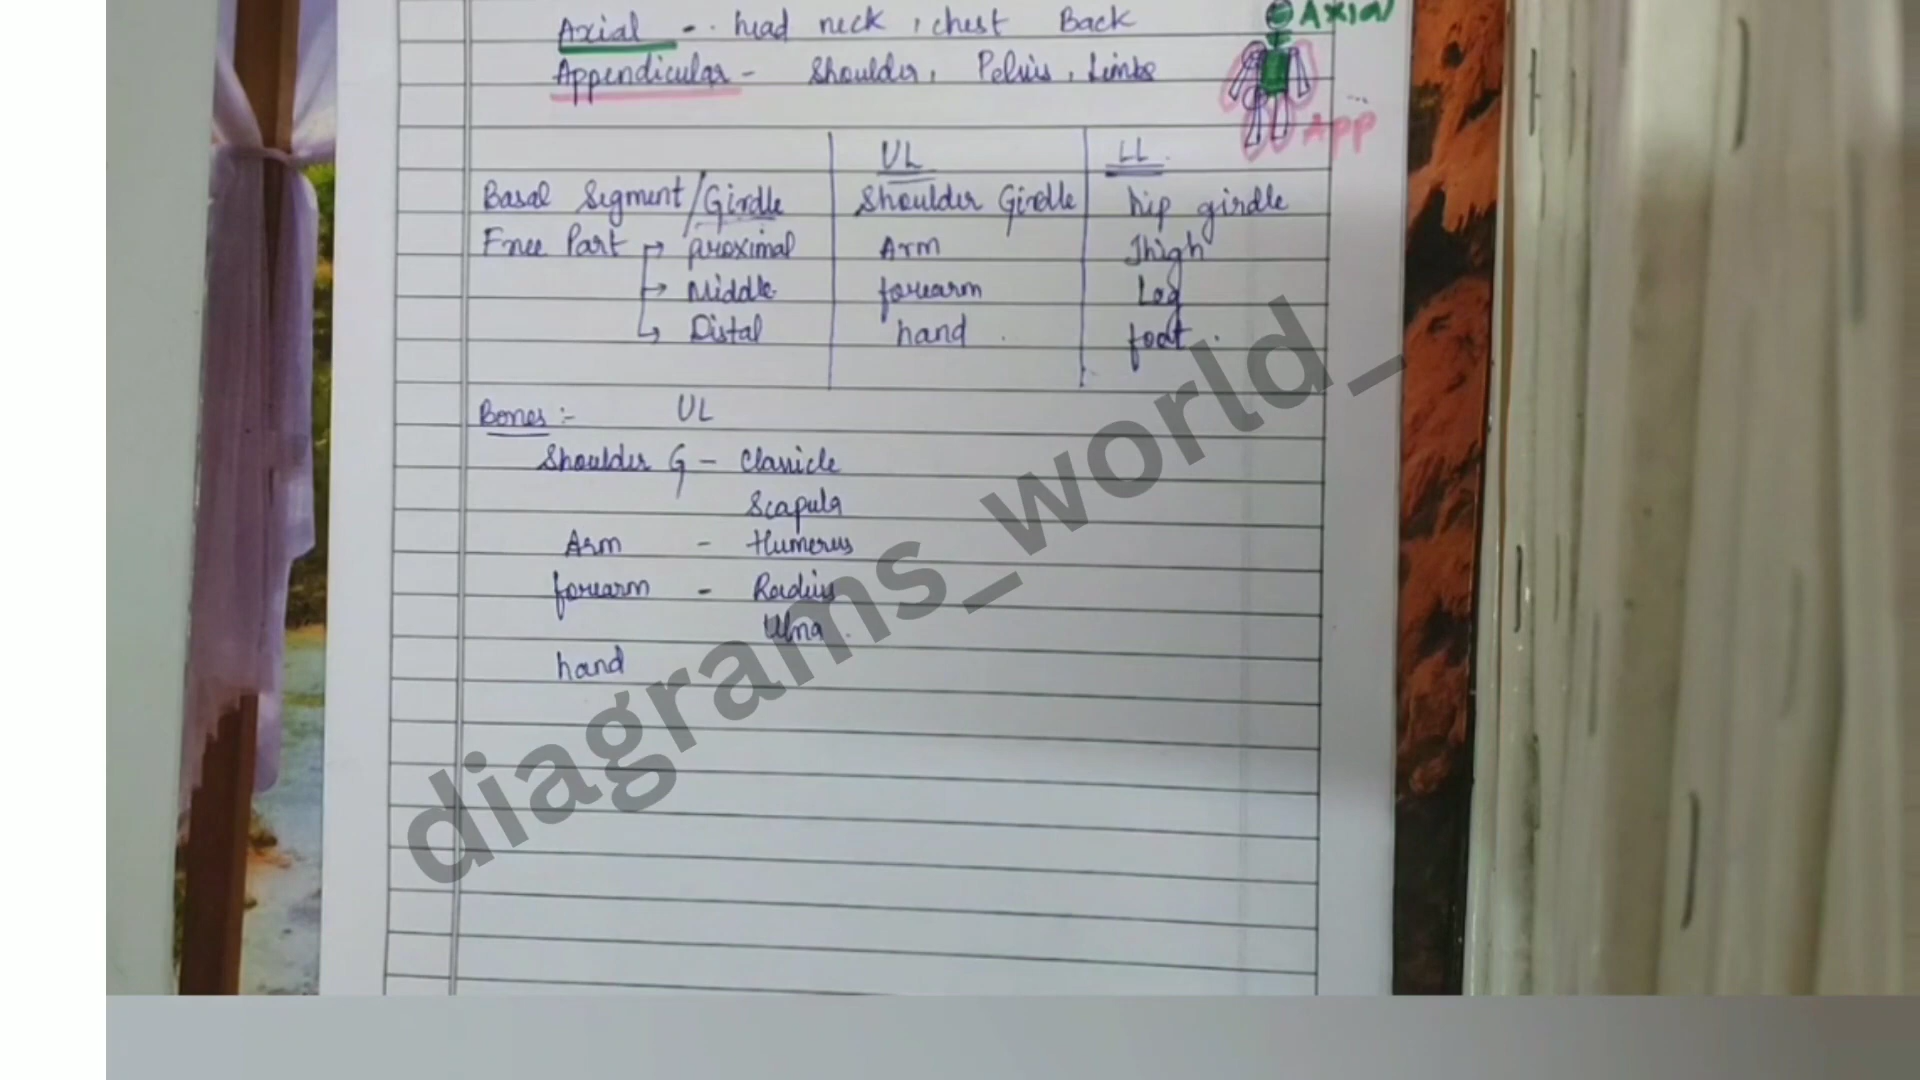 Axial - head neck, chest Back
AXIAl
Appendicular - Shoulder, Pelvis, Limbs
App
UL LL
Basal Segment/Girdle Shoulder Girdle hip girdle
Free Part → proximal Arm Thigh
→ Middle forearm Leg
→ Distal hand foot
Bones :- UL
Shoulder G - Clavicle
Scapula
Arm - Humerus
forearm - Radius
Ulna
hand
diagrams_world_